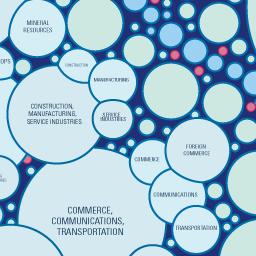 MINERAL
RESOURCES
OPS
CONSTRUCTION
MANUFACTURING
CONSTRUCTION,
MANUFACTURING,
SERVICE INDUSTRIES
SERVICE
INDUSTRIES
COMMERCE
FOREIGN
COMMERCE
COMMUNICATIONS
COMMERCE,
COMMUNICATIONS,
TRANSPORTATION
TRANSPORTATION